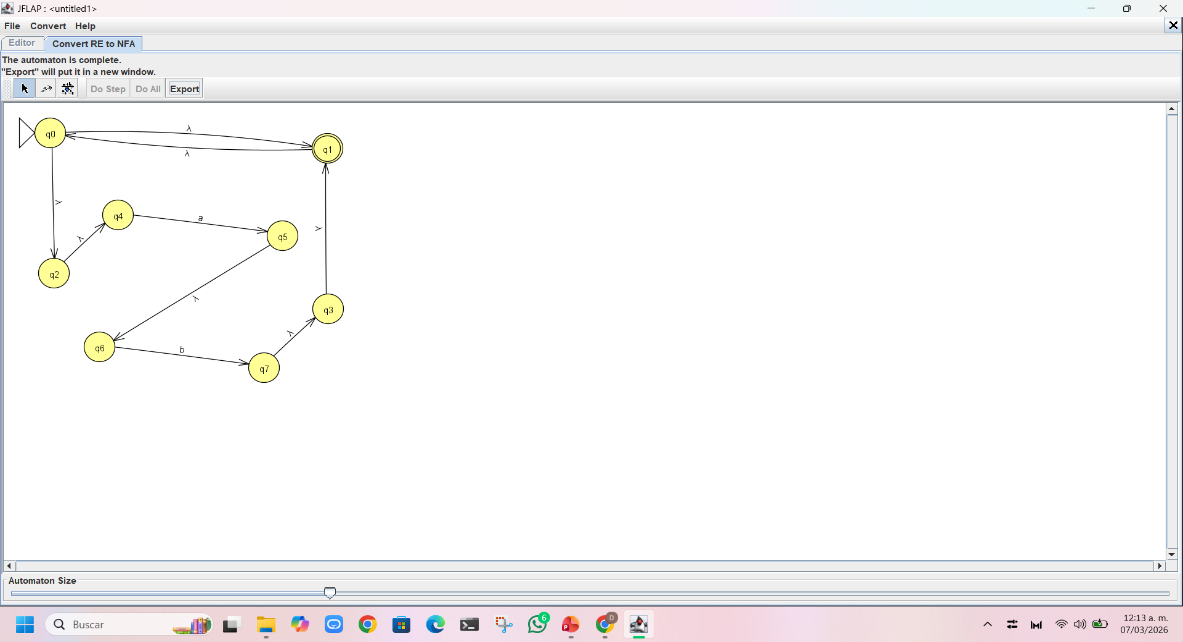 JFLAP : <untitled1>
File Convert Help
Editor Convert RE to NFA
The automaton is complete.
"Export" will put it in a new window.
Do Step Do All Export
q0
λ
λ
q1
λ
q4
a
q5
λ
λ
q2
λ
q3
λ
q6
b
λ
q7
Automaton Size
Buscar
6
0
12:13 a. m.
07/03/2026